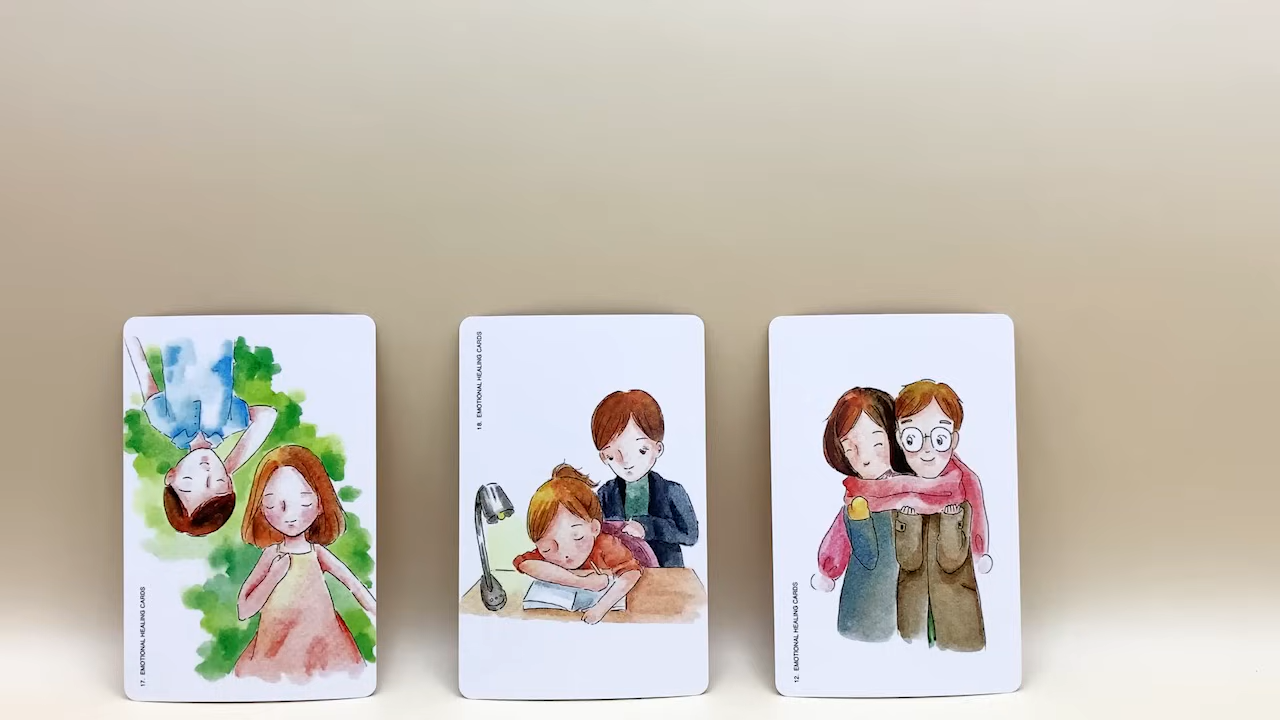 17. EMOTIONAL HEALING CARDS
18. EMOTIONAL HEALING CARDS
12. EMOTIONAL HEALING CARDS